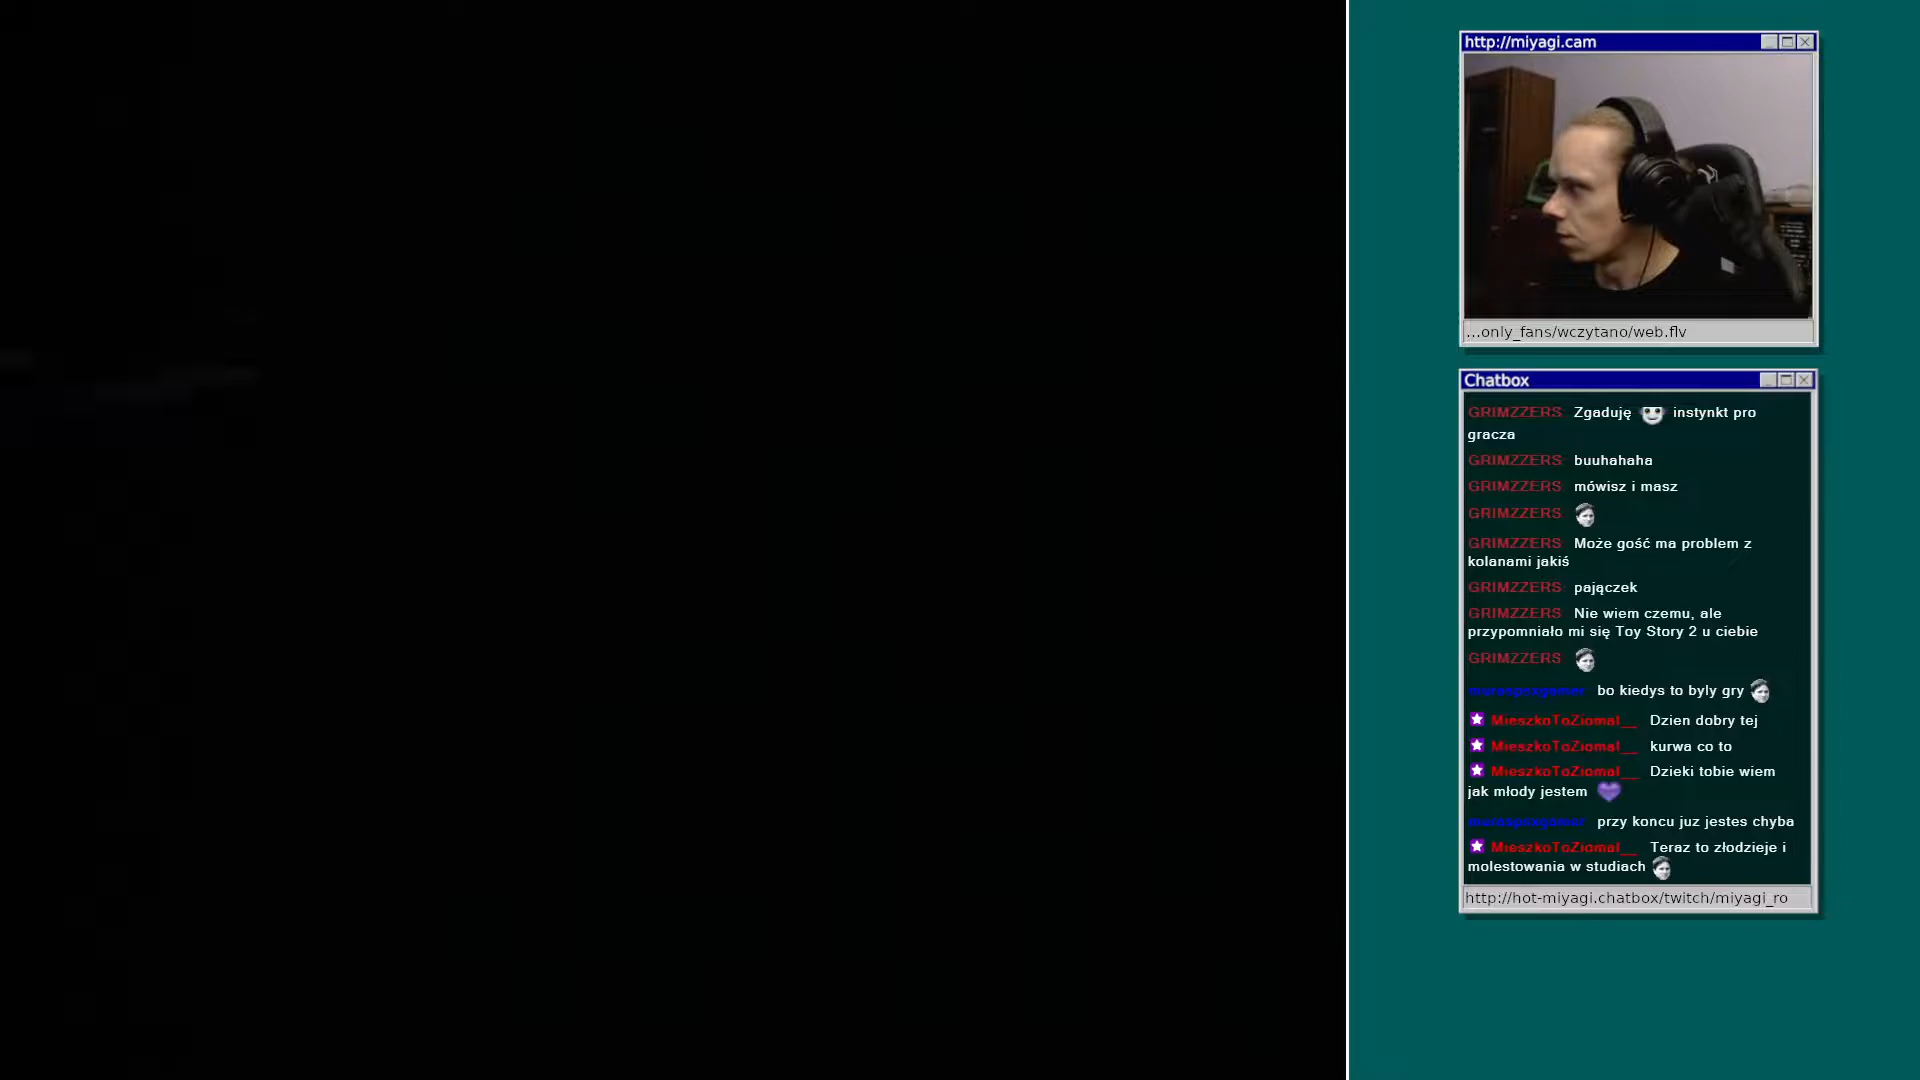 http://miyagi.cam
...only_fans/wczytano/web.flv
Chatbox
GRIMZZERS: Zgaduję instynkt pro
gracza
GRIMZZERS: buuhahaha
GRIMZZERS: mówisz i masz
GRIMZZERS:
GRIMZZERS: Może gość ma problem z
kolanami jakiś
GRIMZZERS: pajączek
GRIMZZERS: Nie wiem czemu, ale
przypomniało mi się Toy Story 2 u ciebie
GRIMZZERS:
bo kiedys to byly gry
MieszkoToZiomal__ Dzien dobry tej
MieszkoToZiomal__ kurwa co to
MieszkoToZiomal__ Dzieki tobie wiem
jak młody jestem
przy koncu juz jestes chyba
MieszkoToZiomal__ Teraz to złodzieje i
molestowania w studiach
http://hot-miyagi.chatbox/twitch/miyagi_ro